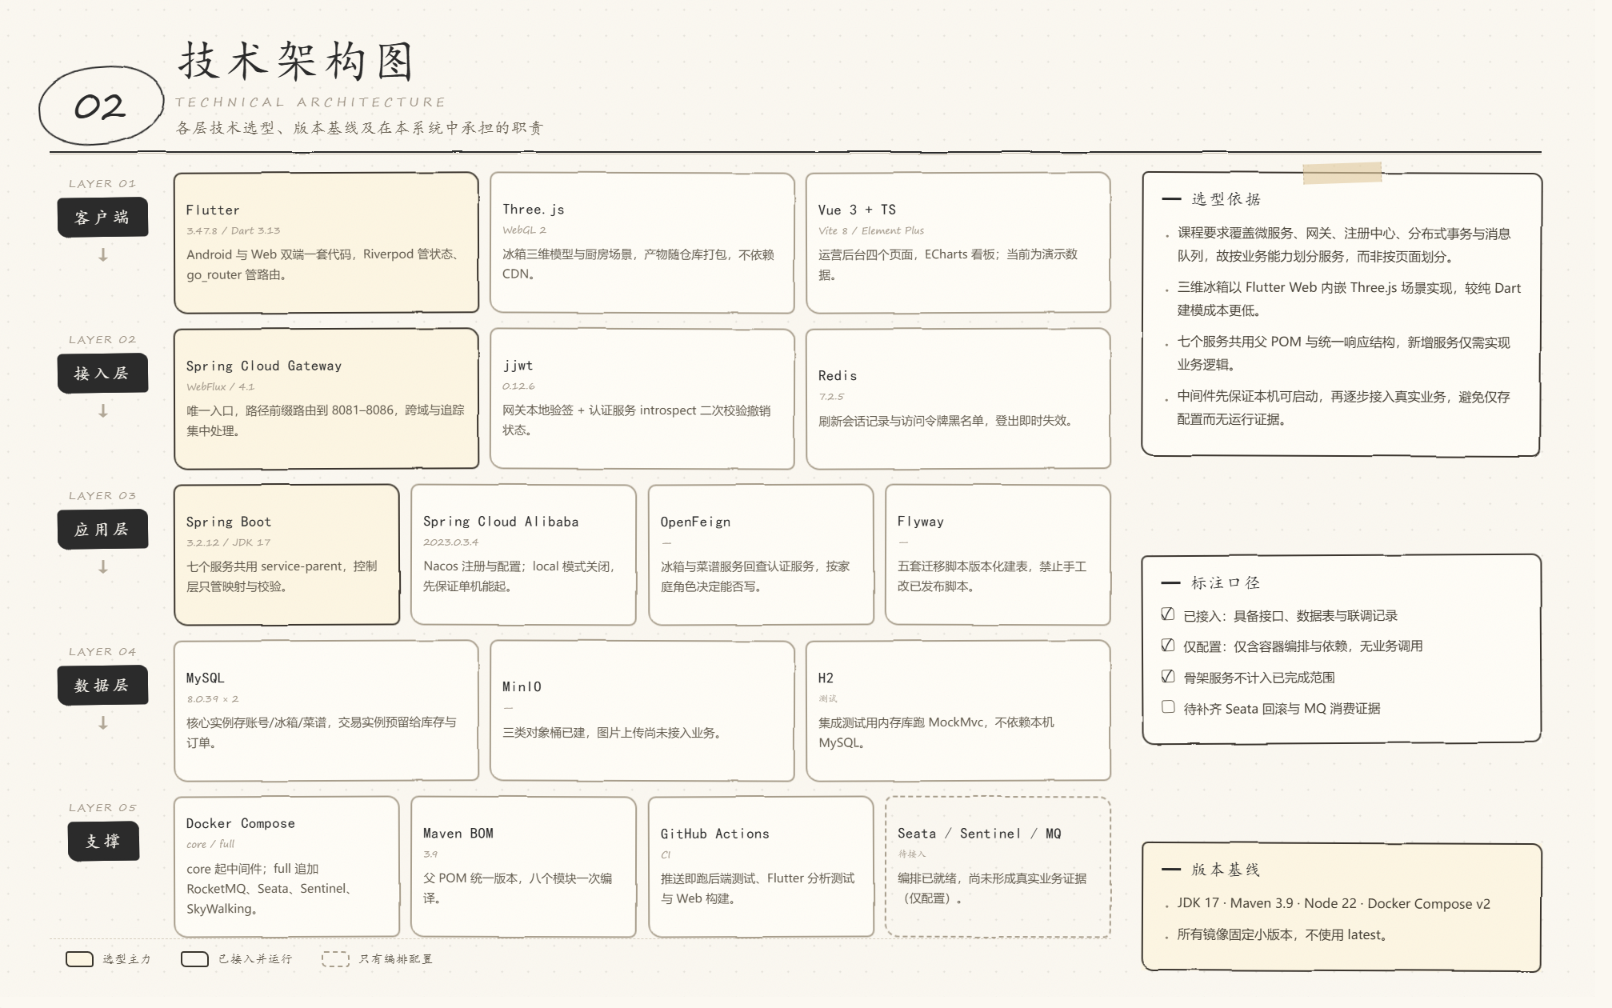 02
技术架构图
TECHNICAL ARCHITECTURE
各层技术选型、版本基线及在本系统中承担的职责
LAYER 01
客户端
↓
Flutter
3.47.8 / Dart 3.13
Android 与 Web 双端一套代码，Riverpod 管状态、
go_router 管路由。
Three.js
WebGL 2
冰箱三维模型与厨房场景，产物随仓库打包，不依赖
CDN。
Vue 3 + TS
Vite 8 / Element Plus
运营后台四个页面，ECharts 看板；当前为演示数
据。
LAYER 02
接入层
↓
Spring Cloud Gateway
WebFlux / 4.1
唯一入口，路径前缀路由到 8081–8086，跨域与追踪
集中处理。
jjwt
0.12.6
网关本地验签 + 认证服务 introspect 二次校验撤销
状态。
Redis
7.2.5
刷新会话记录与访问令牌黑名单，登出即时失效。
LAYER 03
应用层
↓
Spring Boot
3.2.12 / JDK 17
七个服务共用 service-parent，控制
层只管映射与校验。
Spring Cloud Alibaba
2023.0.3.4
Nacos 注册与配置；local 模式关闭，
先保证单机能起。
OpenFeign
—
冰箱与菜谱服务回查认证服务，按家
庭角色决定能否写。
Flyway
—
五套迁移脚本版本化建表，禁止手工
改已发布脚本。
LAYER 04
数据层
↓
MySQL
8.0.39 × 2
核心实例存账号/冰箱/菜谱，交易实例预留给库存与
订单。
MinIO
—
三类对象桶已建，图片上传尚未接入业务。
H2
测试
集成测试用内存库跑 MockMvc，不依赖本机
MySQL。
LAYER 05
支撑
Docker Compose
core / full
core 起中间件；full 追加
RocketMQ、Seata、Sentinel、
SkyWalking。
Maven BOM
3.9
父 POM 统一版本，八个模块一次编
译。
GitHub Actions
CI
推送即跑后端测试、Flutter 分析测试
与 Web 构建。
Seata / Sentinel / MQ
待接入
编排已就绪，尚未形成真实业务证据
（仅配置）。
选型主力
已接入并运行
只有编排配置
选型依据
课程要求覆盖微服务、网关、注册中心、分布式事务与消息
队列，故按业务能力划分服务，而非按页面划分。
三维冰箱以 Flutter Web 内嵌 Three.js 场景实现，较纯 Dart
建模成本更低。
七个服务共用父 POM 与统一响应结构，新增服务仅需实现
业务逻辑。
中间件先保证本机可启动，再逐步接入真实业务，避免仅存
配置而无运行证据。
标注口径
已接入：具备接口、数据表与联调记录
仅配置：仅含容器编排与依赖，无业务调用
骨架服务不计入已完成范围
待补齐 Seata 回滚与 MQ 消费证据
版本基线
JDK 17 · Maven 3.9 · Node 22 · Docker Compose v2
所有镜像固定小版本，不使用 latest。